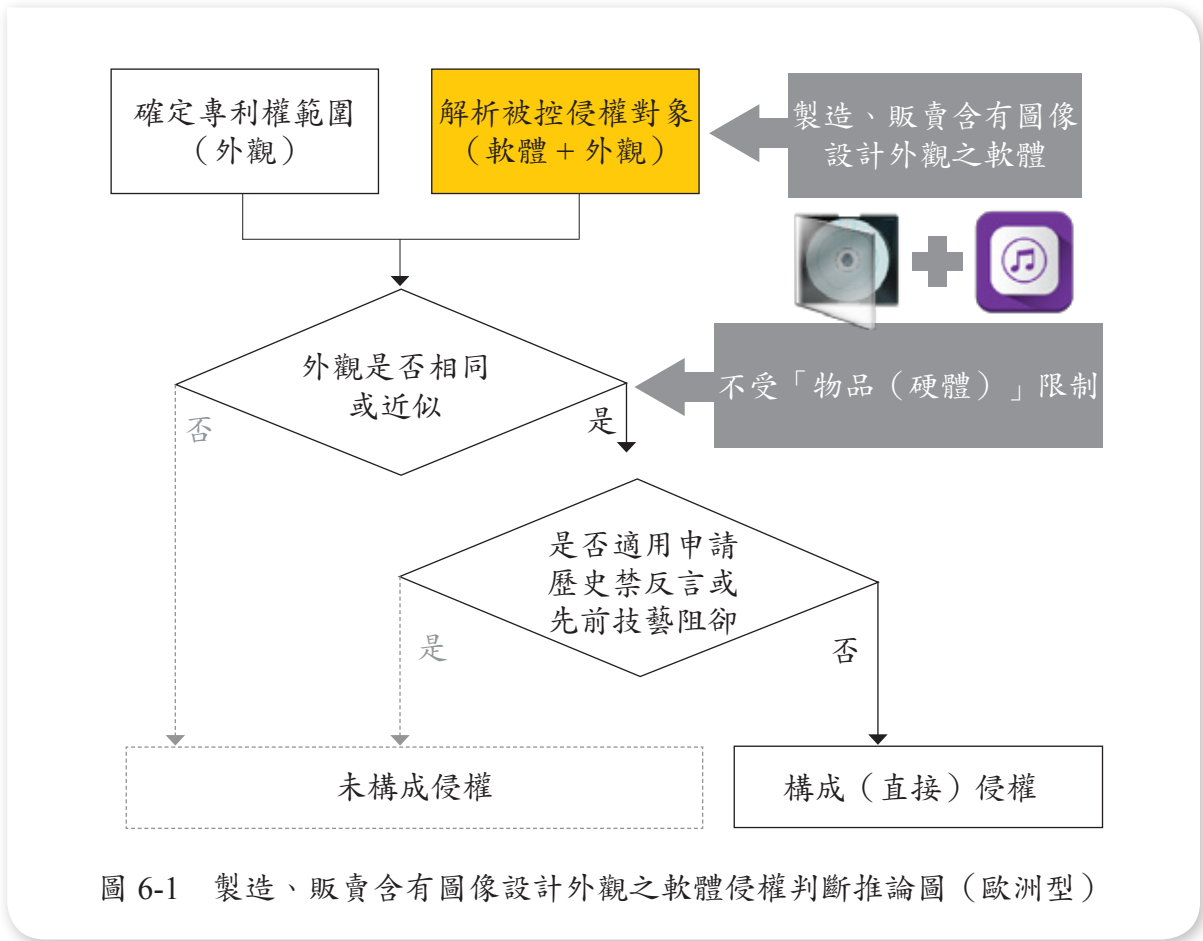 確定專利權範圍
（外觀）
解析被控侵權對象
（軟體 + 外觀）
製造、販賣含有圖像
設計外觀之軟體
外觀是否相同
或近似
不受「物品（硬體）」限制
否
是
是否適用申請
歷史禁反言或
先前技藝阻卻
是
否
未構成侵權
構成（直接）侵權
圖 6-1 製造、販賣含有圖像設計外觀之軟體侵權判斷推論圖（歐洲型）